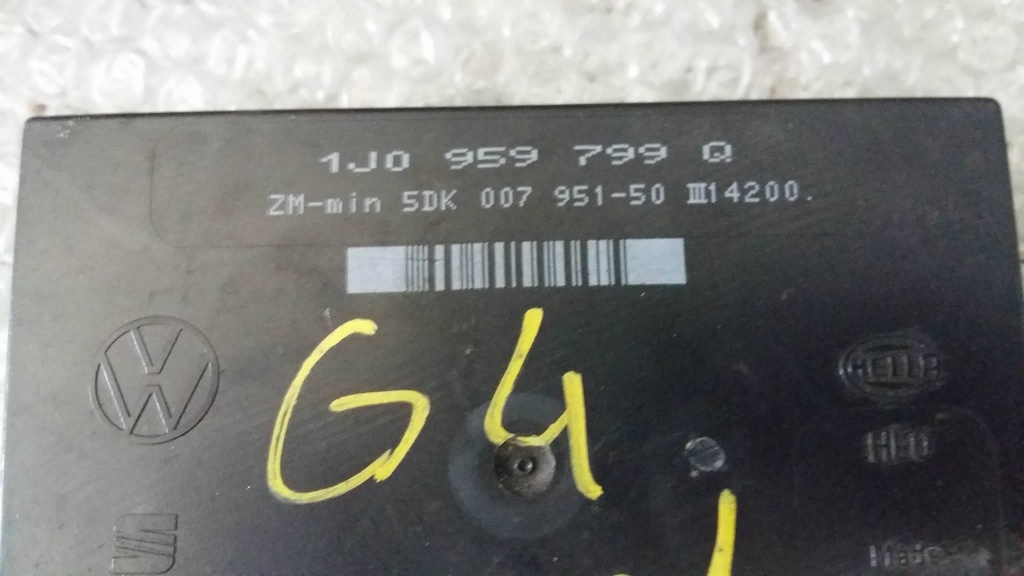 1J0 959 799 Q
ZM-min 5DK 007 951-50 III14200.
G4
HELLA